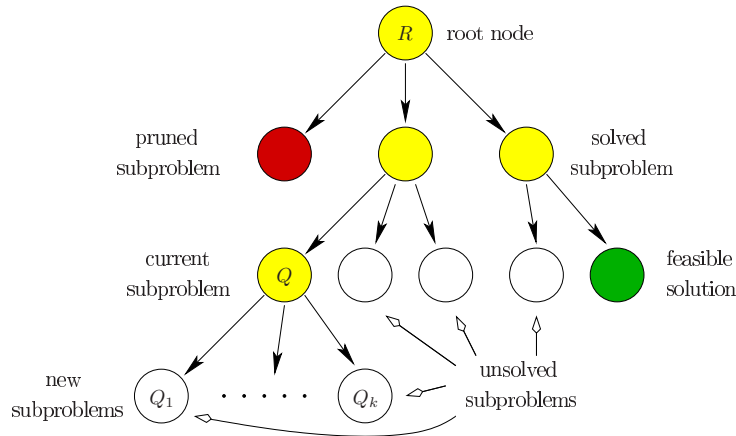 R
root node
pruned
subproblem
solved
subproblem
current
subproblem
Q
feasible
solution
new
subproblems
Q1
. . . . .
Qk
unsolved
subproblems